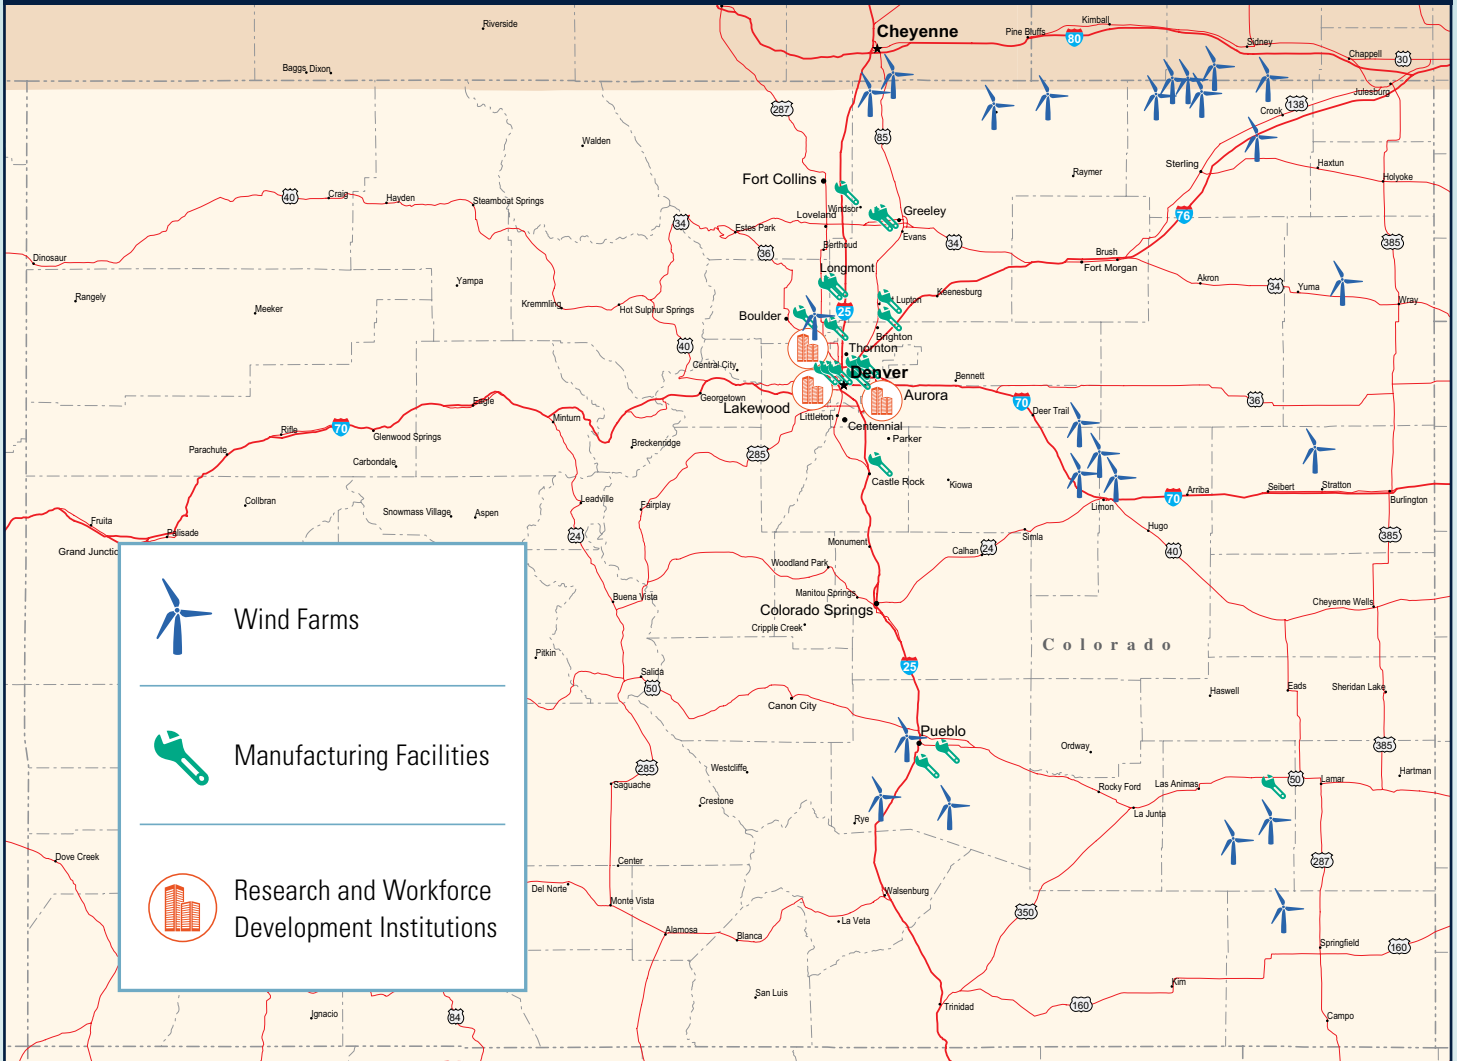 Riverside
Cheyenne
Pine Bluffs
Kimball
80
Sidney
Chappell
30
Baggs
Dixon
Julesburg
138
Crook
287
85
Walden
Sterling
Haxtun
Raymer
Holyoke
Fort Collins
40
Craig
Hayden
Steamboat Springs
Windsor
Greeley
Loveland
76
34
Estes Park
Evans
34
385
36
Berthoud
Brush
Fort Morgan
Dinosaur
Longmont
Akron
34
Yuma
Yampa
Rangely
Meeker
Kremmling
Hot Sulphur Springs
Lupton
Keenesburg
Wray
Boulder
25
Brighton
40
Thornton
Central City
Denver
Bennett
Georgetown
Lakewood
Aurora
70
36
Eagle
Minturn
Littleton
Centennial
Deer Trail
70
Rifle
Glenwood Springs
Parker
Breckenridge
Parachute
285
Carbondale
Castle Rock
Kiowa
70
Arriba
Seibert
Stratton
Burlington
Collbran
Leadville
Fairplay
Limon
Snowmass Village
Aspen
Fruita
Palisade
24
Hugo
Simla
385
Grand Junctio
Monument
Calhan
24
40
Woodland Park
Buena Vista
Manitou Springs
Colorado Springs
Cheyenne Wells
Cripple Creek
Wind Farms
Colorado
Pitkin
25
Salida
50
Haswell
Eads
Sheridan Lake
Canon City
Pueblo
Ordway
385
Manufacturing Facilities
285
Westcliffe
Saguache
Hartman
Rocky Ford
Las Animas
50
Lamar
Crestone
Rye
La Junta
Dove Creek
Center
287
Research and Workforce
Development Institutions
Del Norte
Monte Vista
Walsenburg
La Veta
350
Alamosa
Blanca
Springfield
160
San Luis
Kim
Trinidad
160
Ignacio
84
Campo